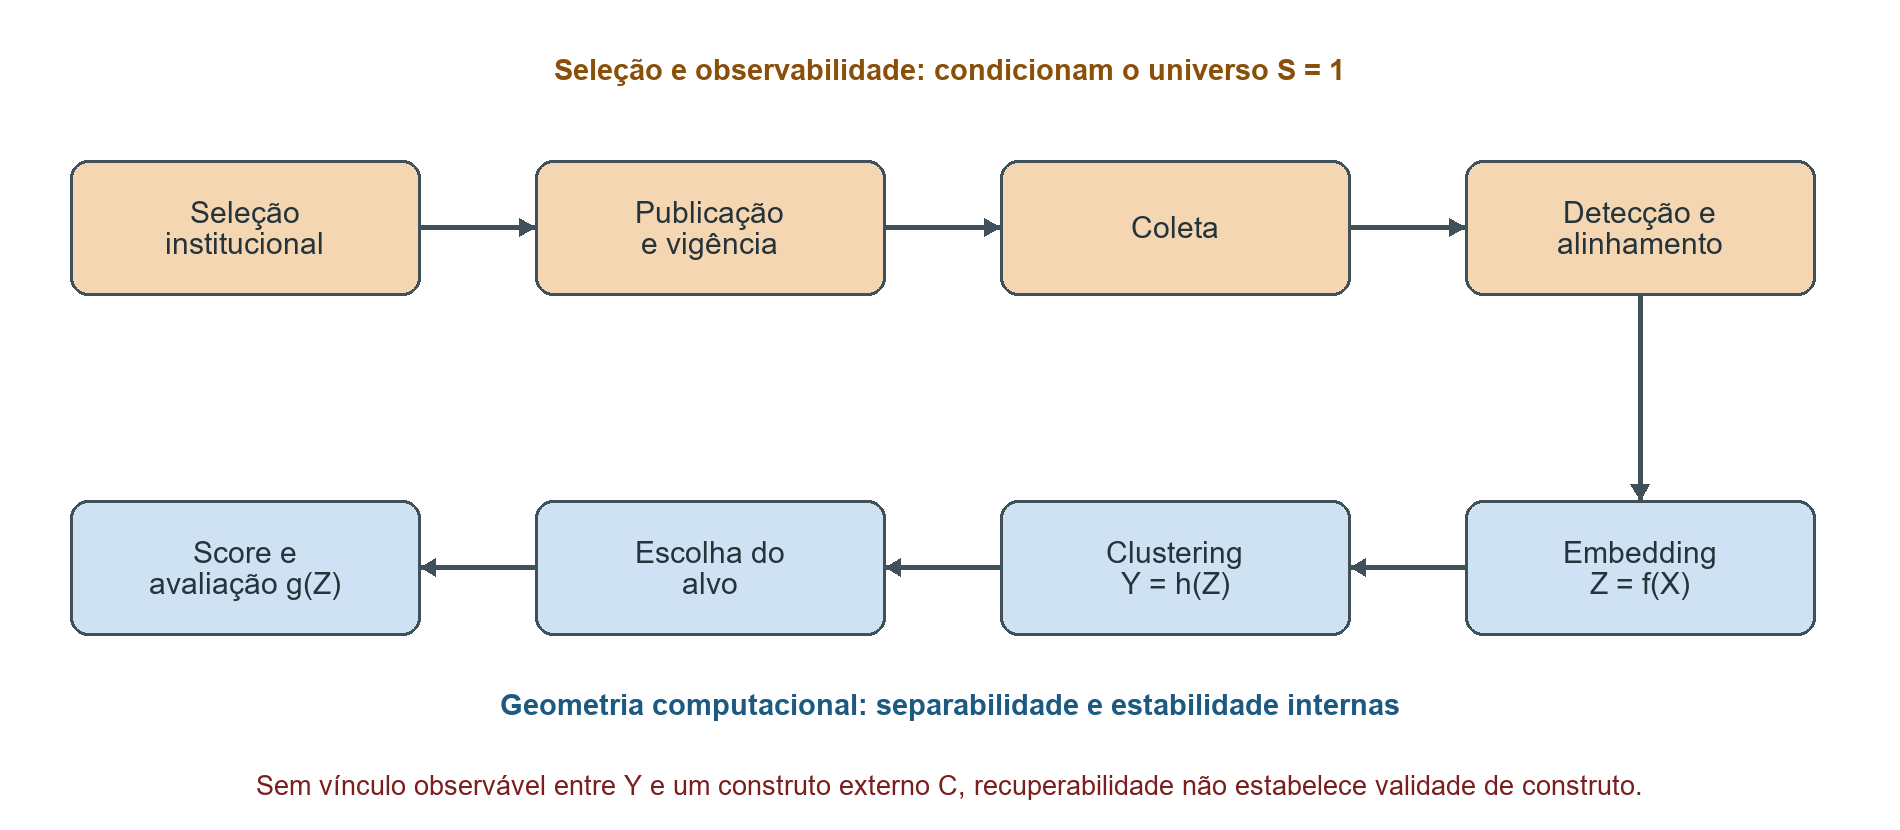 Seleção e observabilidade: condicionam o universo S = 1
Seleção
institucional
Publicação
e vigência
Coleta
Detecção e
alinhamento
Score e
avaliação g(Z)
Escolha do
alvo
Clustering
Y = h(Z)
Embedding
Z = f(X)
Geometria computacional: separabilidade e estabilidade internas
Sem vínculo observável entre Y e um construto externo C, recuperabilidade não estabelece validade de construto.